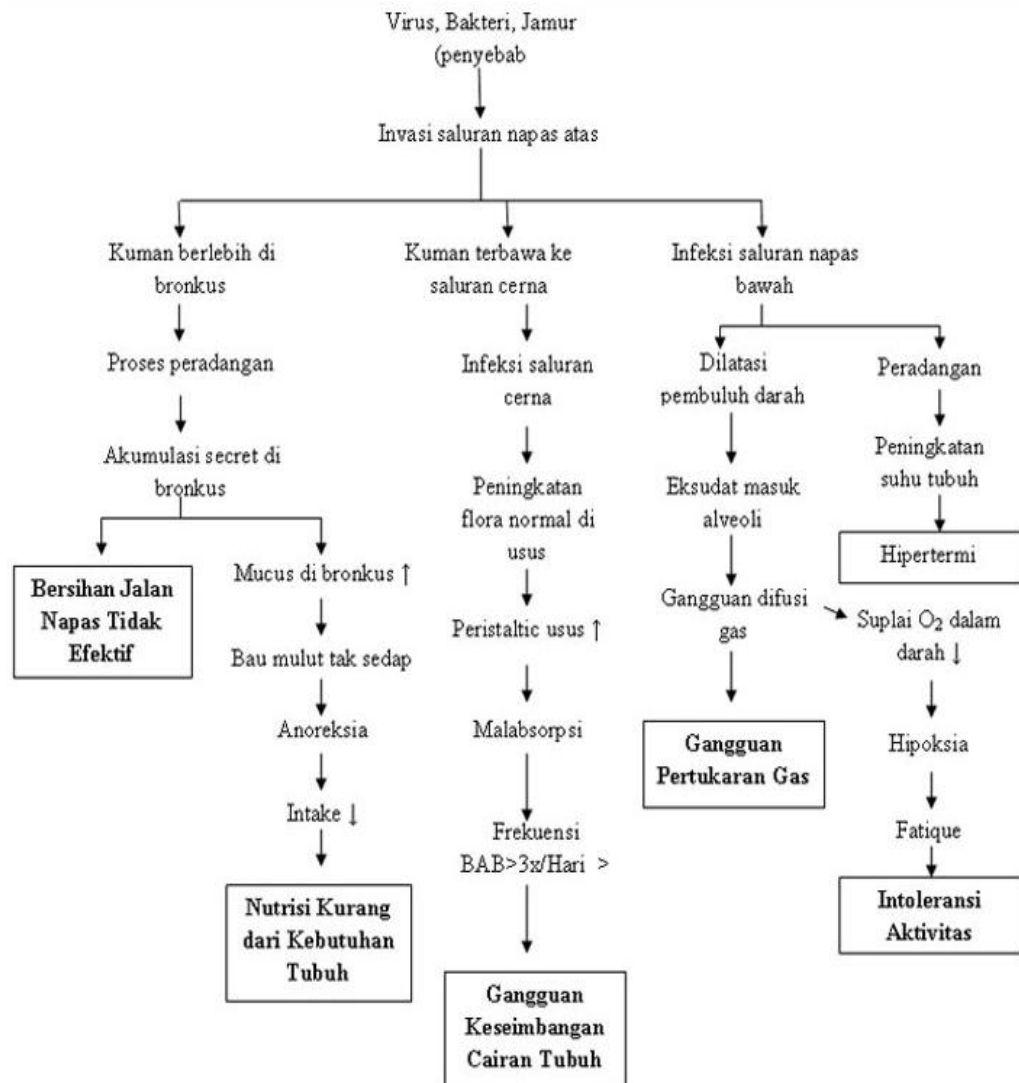 Virus, Bakteri, Jamur
(penyebab
Invasi saluran napas atas
Kuman berlebih di
bronkus
Kuman terbawa ke
saluran cerna
Infeksi saluran napas
bawah
Proses peradangan
Infeksi saluran
cerna
Dilatasi
pembuluh darah
Peradangan
Akumulasi secret di
bronkus
Peningkatan
flora normal di
usus
Eksudat masuk
alveoli
Peningkatan
suhu tubuh
Hipertermi
Bersihan Jalan
Napas Tidak
Efektif
Mucus di bronkus ↑
Peristaltic usus ↑
Gangguan difusi
gas
Suplai O₂ dalam
darah ↓
Bau mulut tak sedap
Anoreksia
Malabsorpsi
Gangguan
Pertukaran Gas
Hipoksia
Intake ↓
Frekuensi
BAB>3x/Hari >
Fatique
Nutrisi Kurang
dari Kebutuhan
Tubuh
Intoleransi
Aktivitas
Gangguan
Keseimbangan
Cairan Tubuh